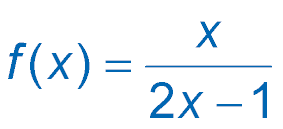 f(x) = x / (2x − 1)